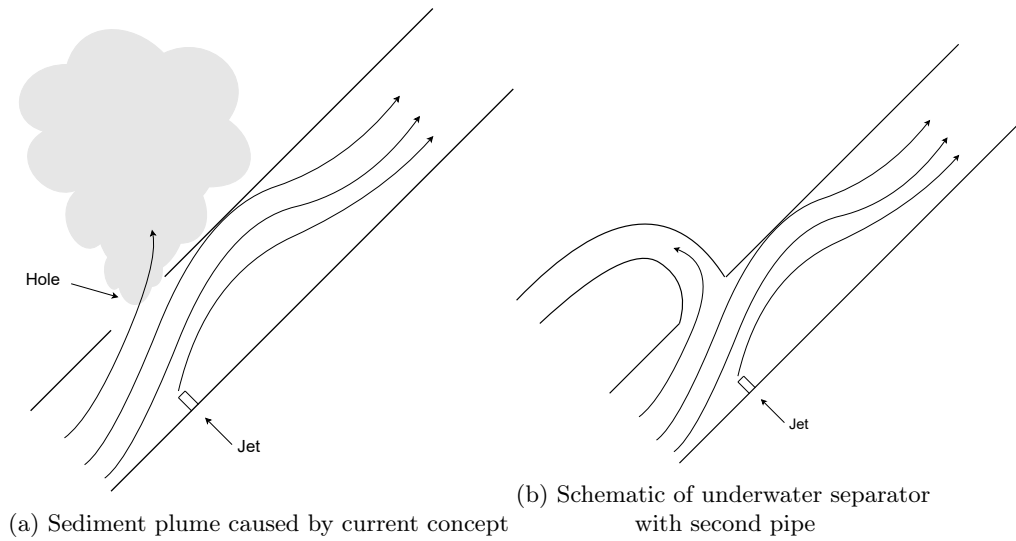 Hole
Jet
(a) Sediment plume caused by current concept
Jet
(b) Schematic of underwater separator
with second pipe